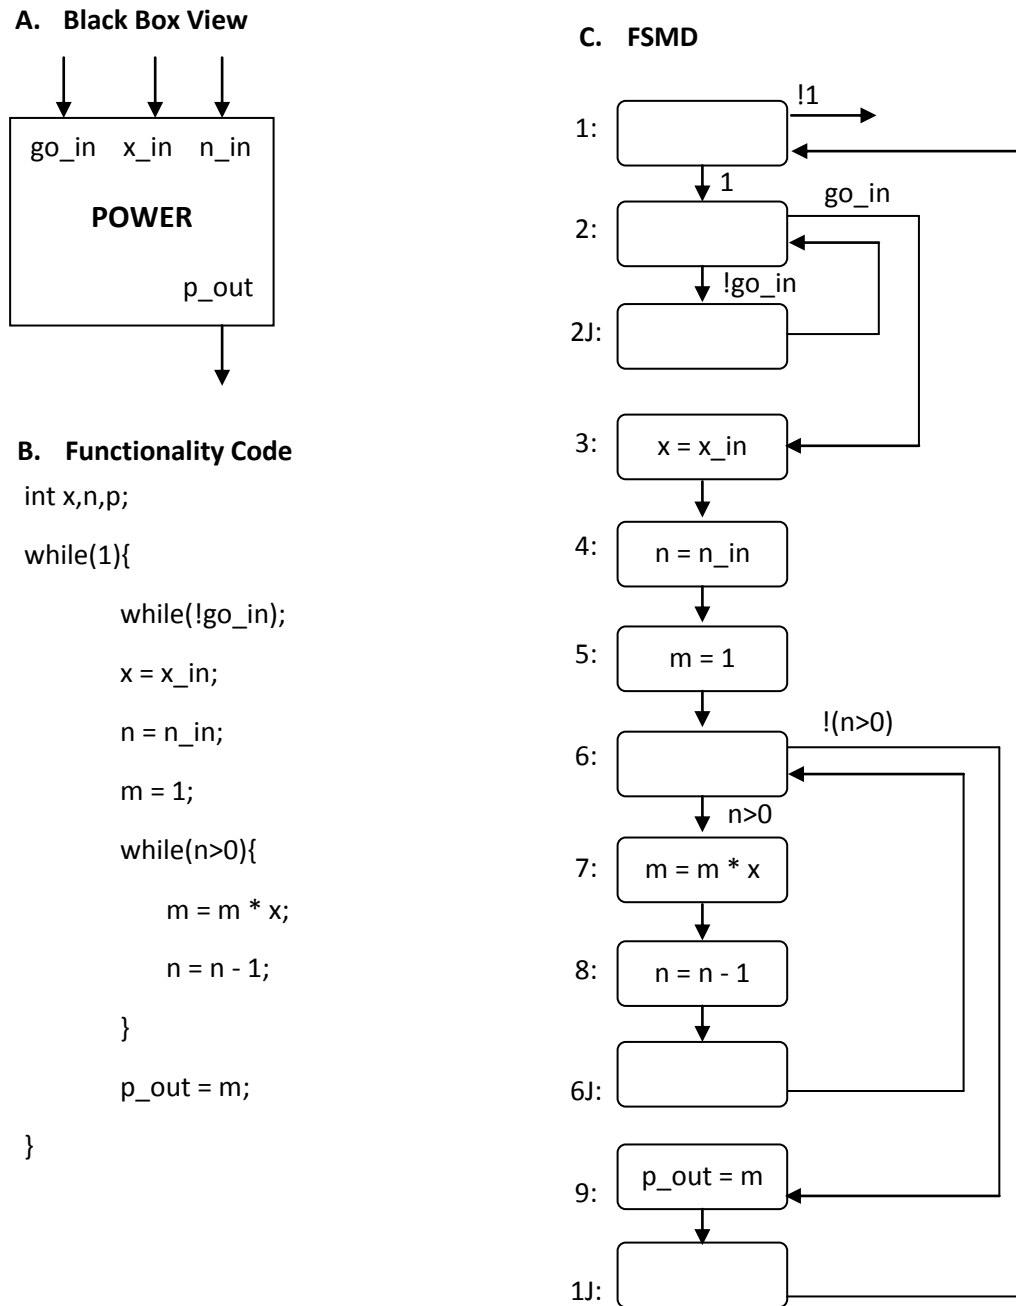 A. Black Box View
go_in x_in n_in
POWER
p_out
B. Functionality Code
int x,n,p;
while(1){
while(!go_in);
x = x_in;
n = n_in;
m = 1;
while(n>0){
m = m * x;
n = n - 1;
}
p_out = m;
}
C. FSMD
!1
1:
1
go_in
2:
!go_in
2J:
3: x = x_in
4: n = n_in
5: m = 1
!(n>0)
6:
n>0
7: m = m * x
8: n = n - 1
6J:
9: p_out = m
1J: